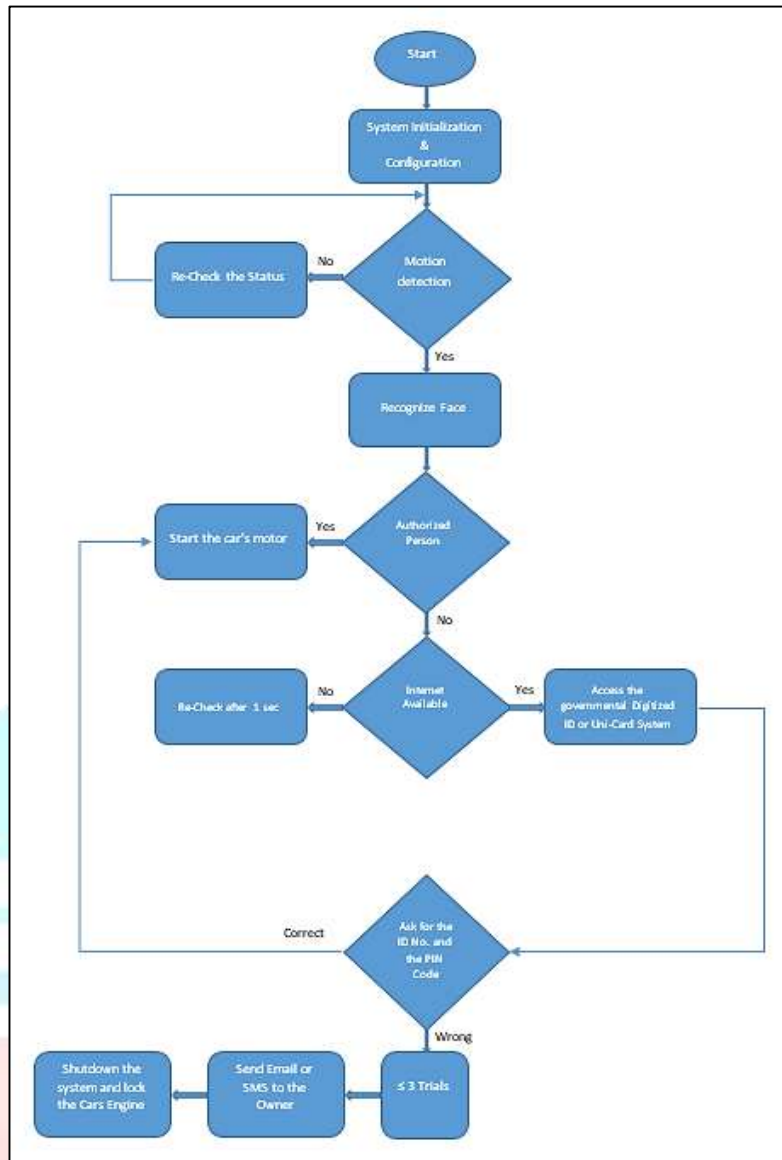 Start
System Initialization
&
Configuration
Motion
detection
No
Re-Check the Status
Yes
Recognize Face
Authorized
Person
Yes
Start the car's motor
No
Internet
Available
No
Re-Check after 1 sec
Yes
Access the
governmental Digitized
ID or Uni-Card System
Ask for the
ID No. and
the PIN
Code
Correct
Wrong
≤ 3 Trials
Send Email or
SMS to the
Owner
Shutdown the
system and lock
the Cars Engine